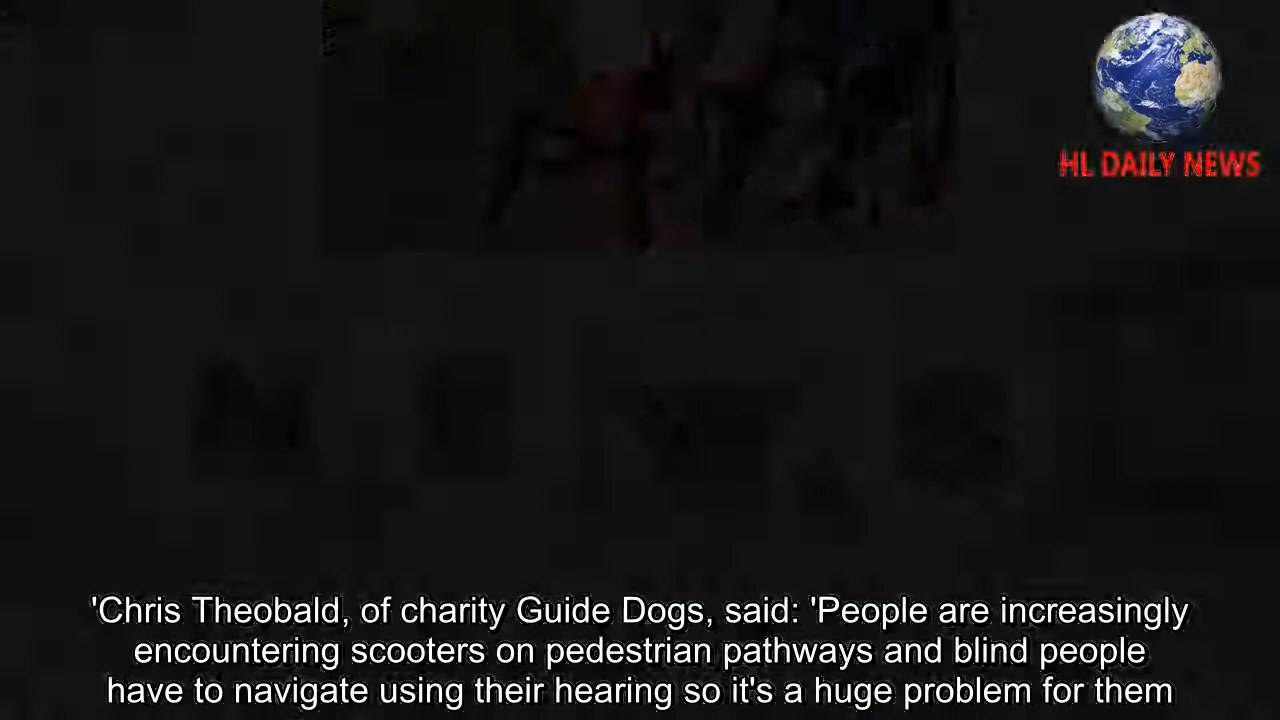 HL DAILY NEWS
'Chris Theobald, of charity Guide Dogs, said: 'People are increasingly
encountering scooters on pedestrian pathways and blind people
have to navigate using their hearing so it's a huge problem for them